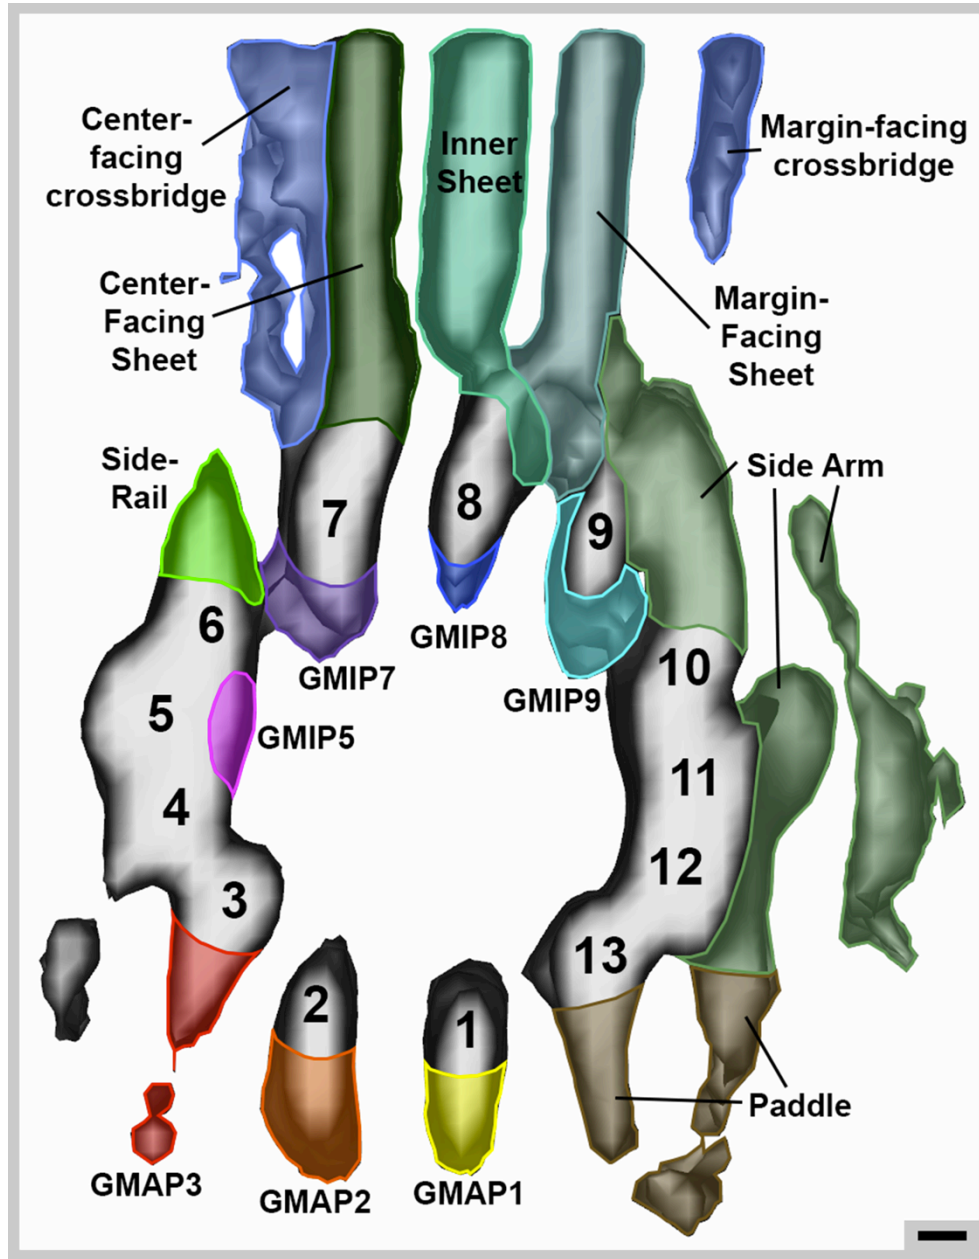 Center-
facing
crossbridge
Inner
Sheet
Margin-facing
crossbridge
Center-
Facing
Sheet
Margin-
Facing
Sheet
Side-
Rail
Side Arm
7
8
9
6
GMIP8
GMIP7
GMIP9
10
5
GMIP5
11
4
12
3
13
2
1
Paddle
GMAP3
GMAP2
GMAP1